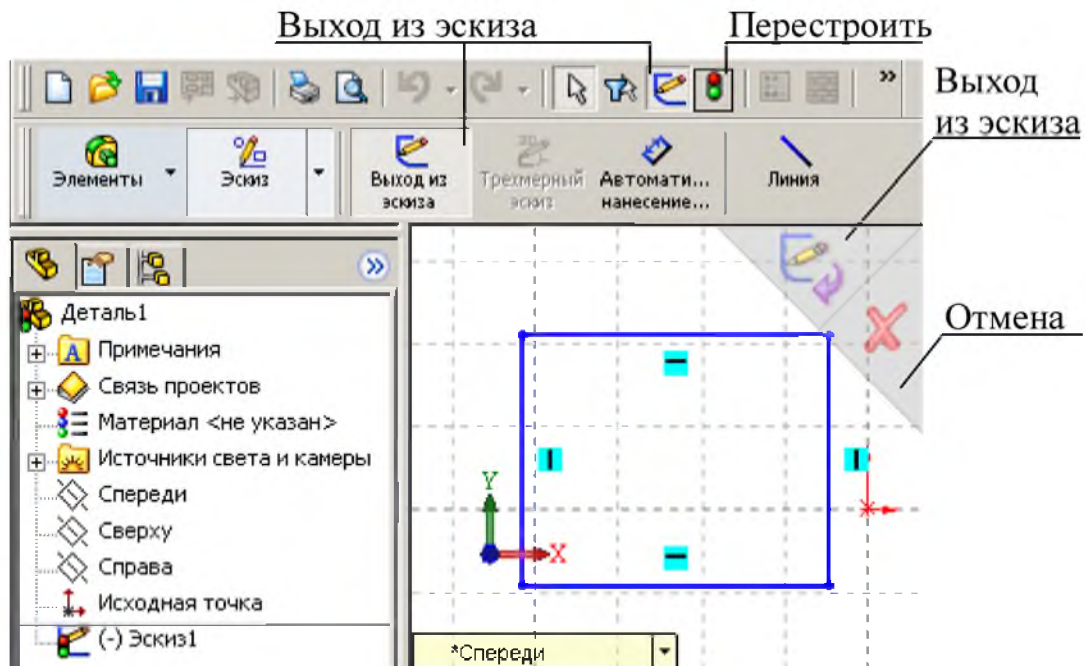 Выход из эскиза
Перестроить
Выход
из эскиза
Элементы
Эскиз
Выход из
эскиза
Трехмерный
эскиз
Автомати...
нанесение...
Линия
3D
Отмена
Деталь1
Примечания
Связь проектов
Материал <не указан>
Источники света и камеры
Спереди
Сверху
Справа
Исходная точка
(-) Эскиз1
Y
X
*Спереди